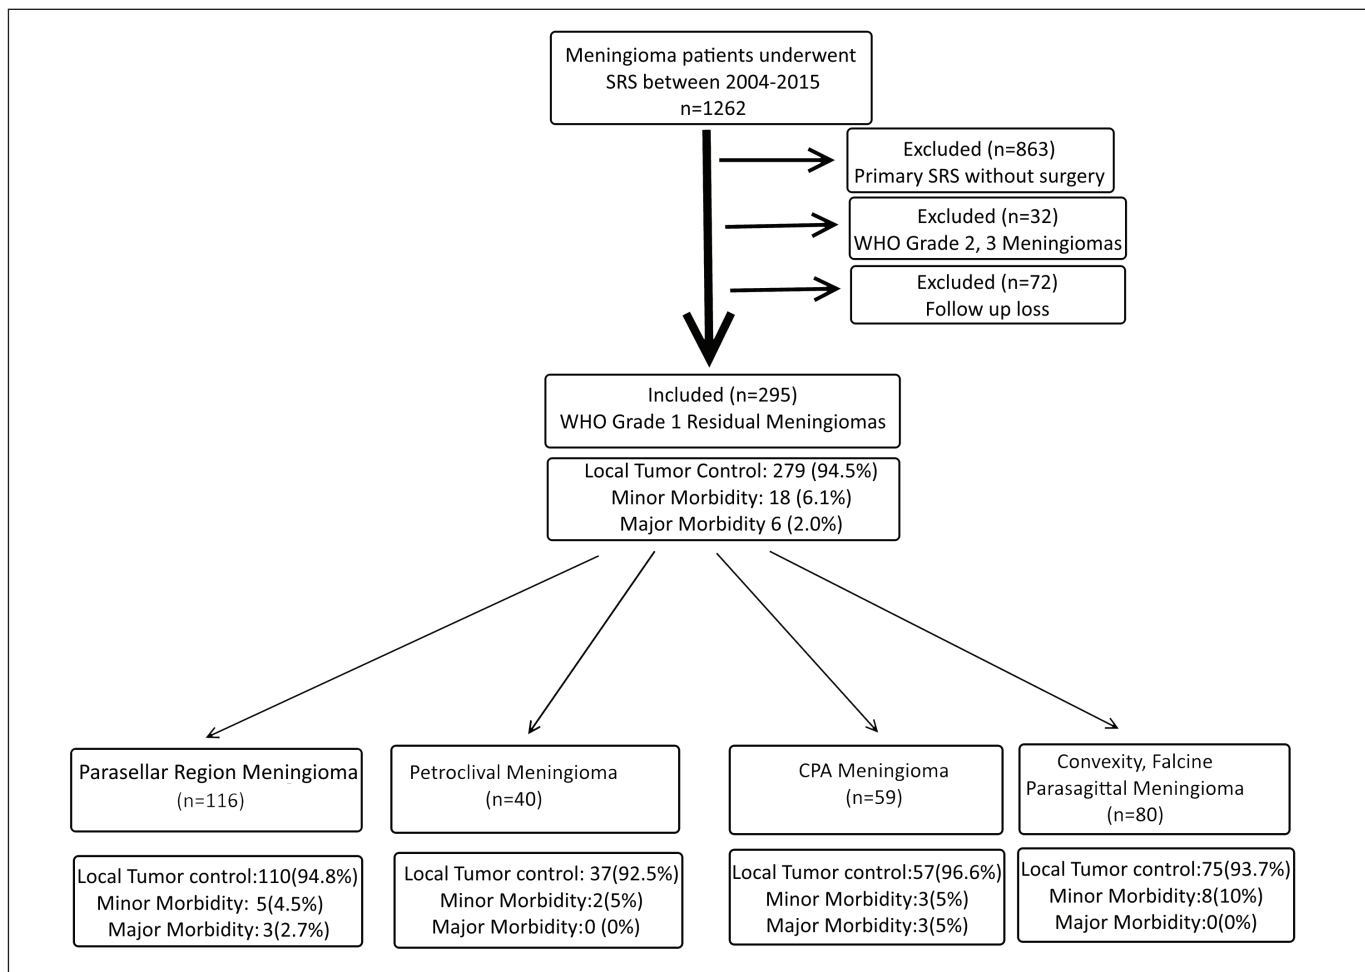 Meningioma patients underwent
SRS between 2004-2015
n=1262
Excluded (n=863)
Primary SRS without surgery
Excluded (n=32)
WHO Grade 2, 3 Meningiomas
Excluded (n=72)
Follow up loss
Included (n=295)
WHO Grade 1 Residual Meningiomas
Local Tumor Control: 279 (94.5%)
Minor Morbidity: 18 (6.1%)
Major Morbidity 6 (2.0%)
Parasellar Region Meningioma
(n=116)
Local Tumor control:110(94.8%)
Minor Morbidity: 5(4.5%)
Major Morbidity: 3(2.7%)
Petroclival Meningioma
(n=40)
Local Tumor control: 37(92.5%)
Minor Morbidity:2(5%)
Major Morbidity:0 (0%)
CPA Meningioma
(n=59)
Local Tumor control:57(96.6%)
Minor Morbidity:3(5%)
Major Morbidity:3(5%)
Convexity, Falcine
Parasagittal Meningioma
(n=80)
Local Tumor control:75(93.7%)
Minor Morbidity:8(10%)
Major Morbidity:0(0%)